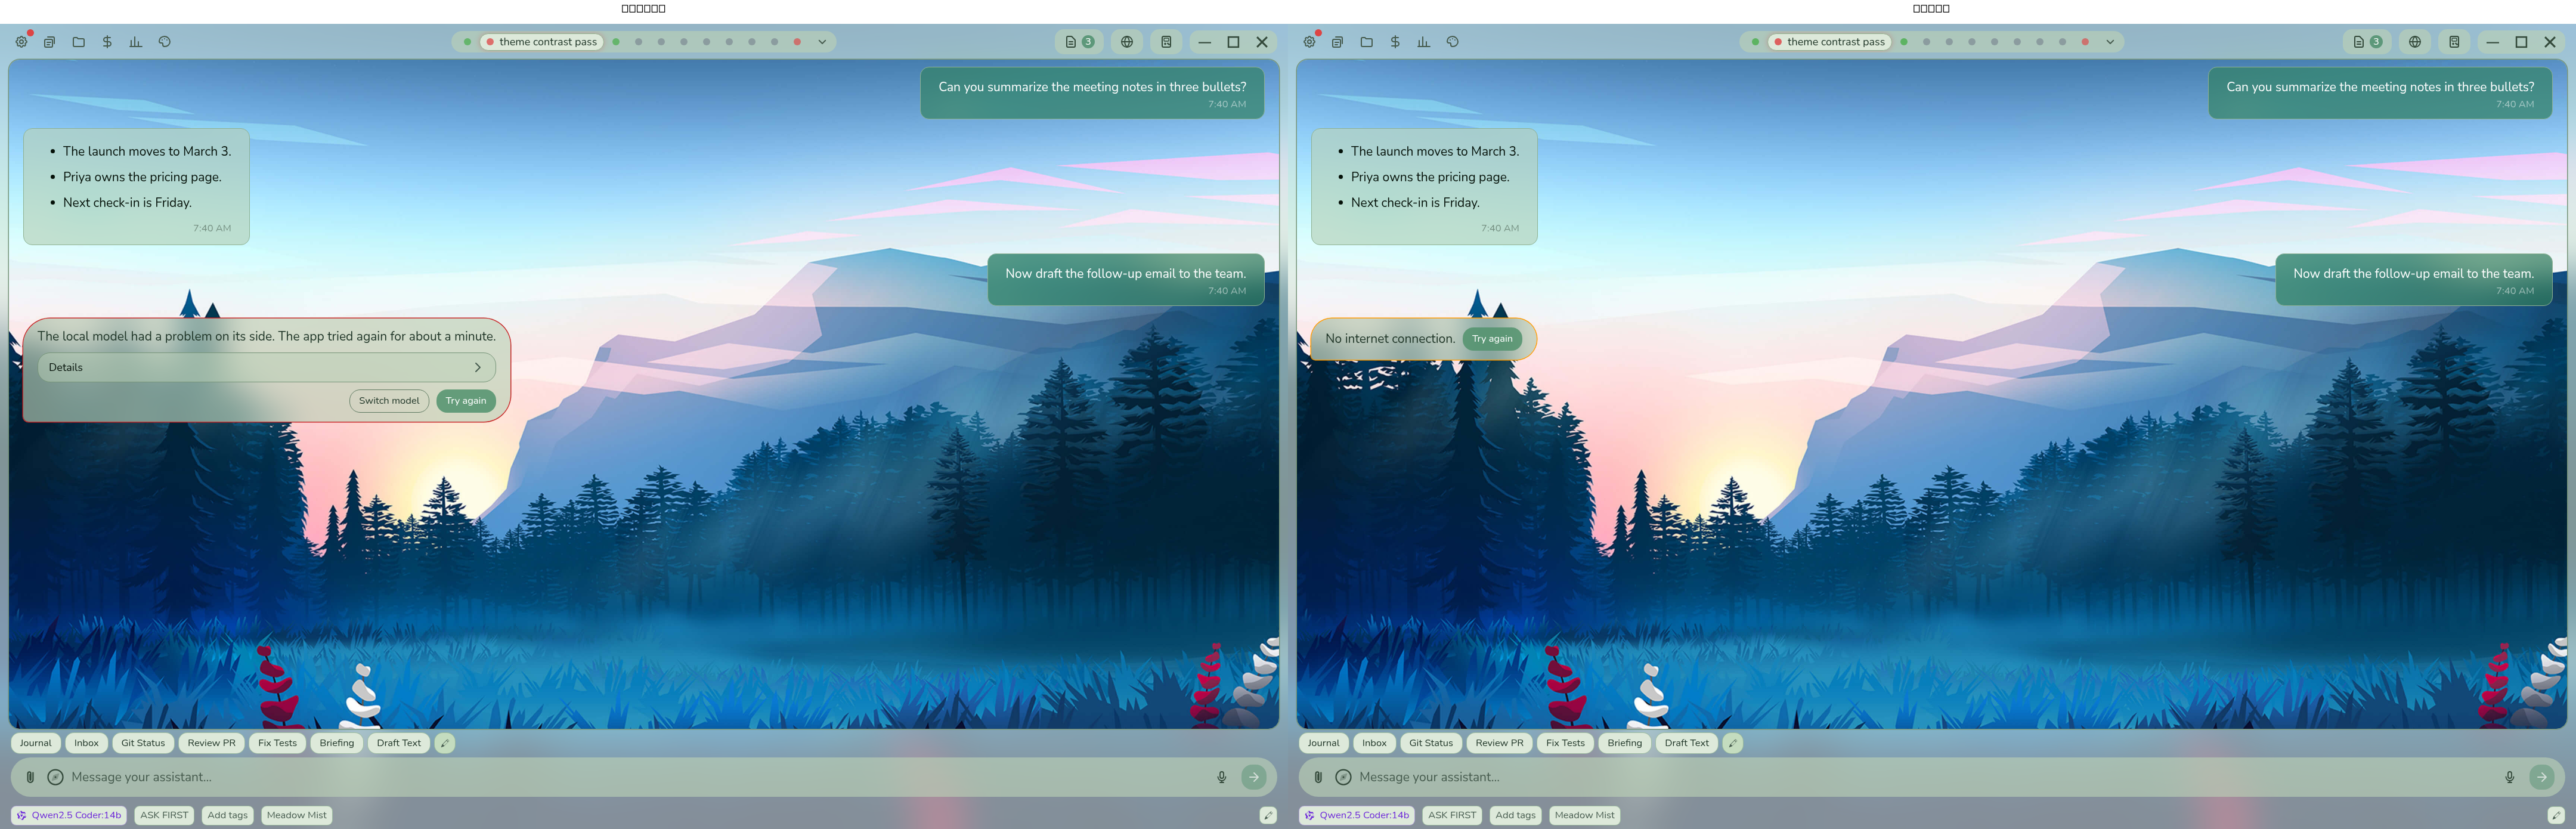 theme contrast pass
3
Can you summarize the meeting notes in three bullets?
7:40 AM
The launch moves to March 3.
Priya owns the pricing page.
Next check-in is Friday.
7:40 AM
Now draft the follow-up email to the team.
7:40 AM
The local model had a problem on its side. The app tried again for about a minute.
Details
Switch model
Try again
Journal
Inbox
Git Status
Review PR
Fix Tests
Briefing
Draft Text
Message your assistant...
Qwen2.5 Coder:14b
ASK FIRST
Add tags
Meadow Mist
theme contrast pass
3
Can you summarize the meeting notes in three bullets?
7:40 AM
The launch moves to March 3.
Priya owns the pricing page.
Next check-in is Friday.
7:40 AM
Now draft the follow-up email to the team.
7:40 AM
No internet connection.
Try again
Journal
Inbox
Git Status
Review PR
Fix Tests
Briefing
Draft Text
Message your assistant...
Qwen2.5 Coder:14b
ASK FIRST
Add tags
Meadow Mist